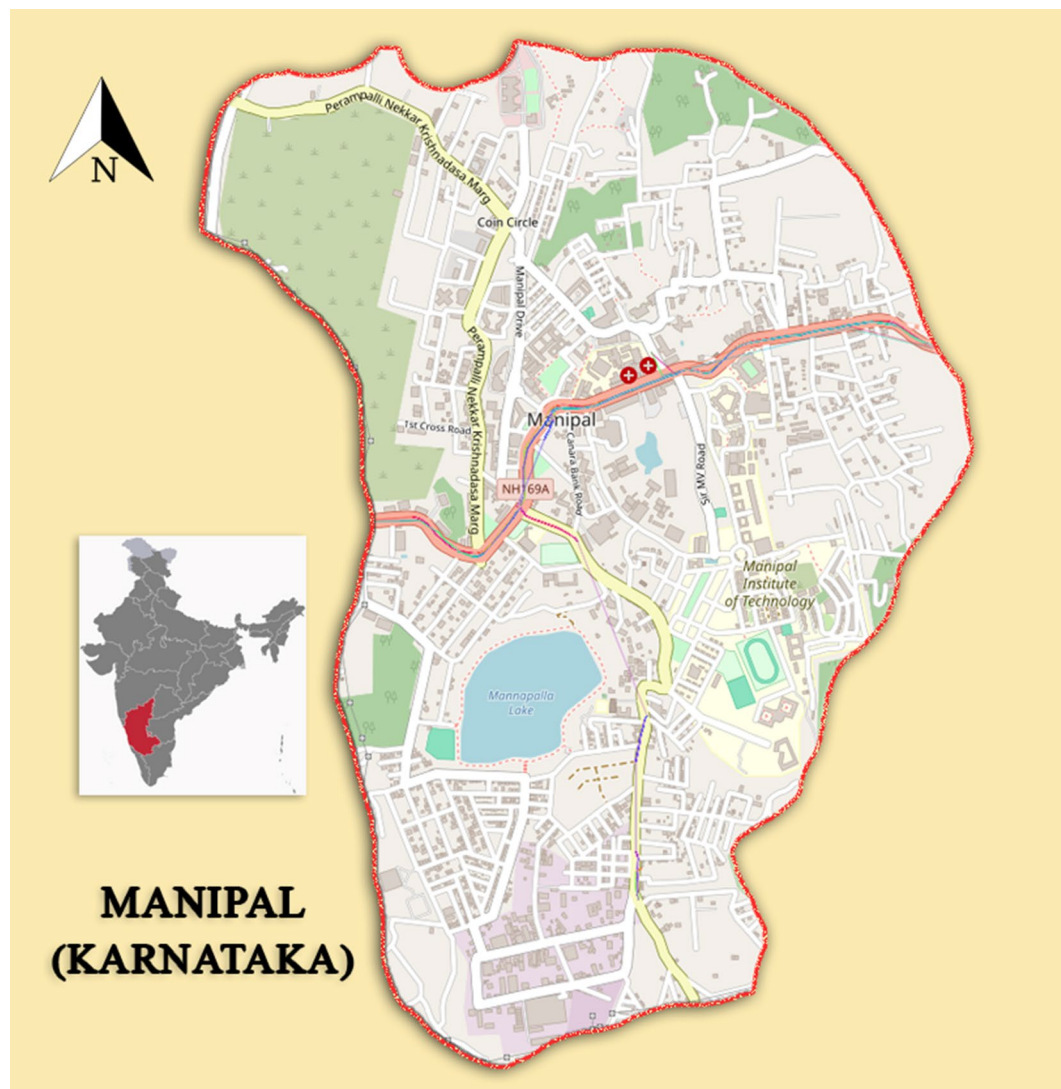 Perampalli Nekkar Krishnadasa Marg
N
Coin Circle
Manipal Drive
Perampalli Nekkar Krishnadasa Marg
Manipal
1st Cross Road
Canara Bank Road
Sir MV Road
NH169A
Manipal
Institute
of Technology
Mannapalla
Lake
MANIPAL
(KARNATAKA)